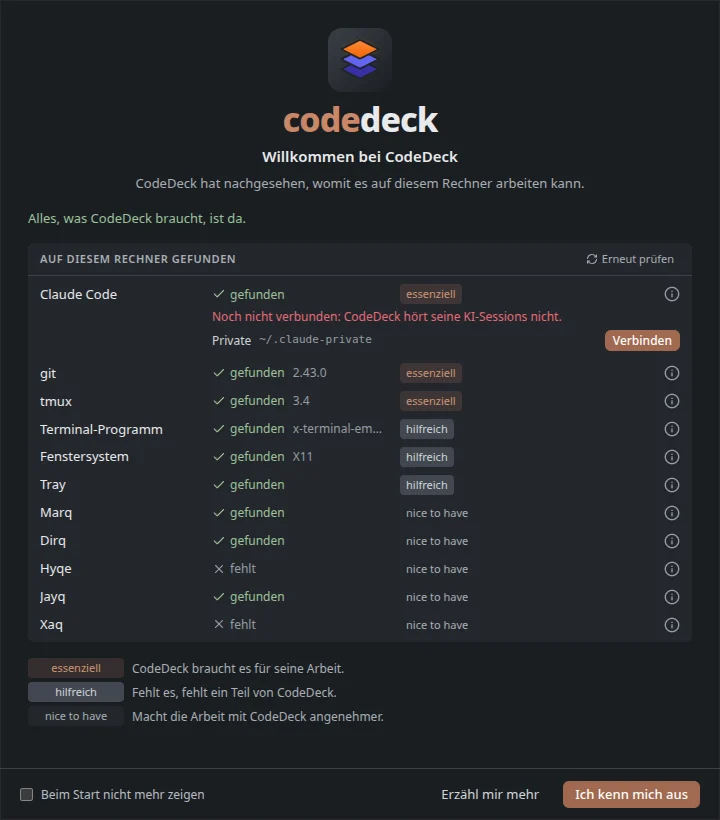 codedeck
Willkommen bei CodeDeck
CodeDeck hat nachgesehen, womit es auf diesem Rechner arbeiten kann.
Alles, was CodeDeck braucht, ist da.
AUF DIESEM RECHNER GEFUNDEN Erneut prüfen
Claude Code gefunden essenziell
Noch nicht verbunden: CodeDeck hört seine KI-Sessions nicht.
Private ~/.claude-private Verbinden
git gefunden 2.43.0 essenziell
tmux gefunden 3.4 essenziell
Terminal-Programm gefunden x-terminal-em... hilfreich
Fenstersystem gefunden X11 hilfreich
Tray gefunden hilfreich
Marq gefunden nice to have
Dirq gefunden nice to have
Hyqe fehlt nice to have
Jayq gefunden nice to have
Xaq fehlt nice to have
essenziell CodeDeck braucht es für seine Arbeit.
hilfreich Fehlt es, fehlt ein Teil von CodeDeck.
nice to have Macht die Arbeit mit CodeDeck angenehmer.
Beim Start nicht mehr zeigen Erzähl mir mehr Ich kenn mich aus